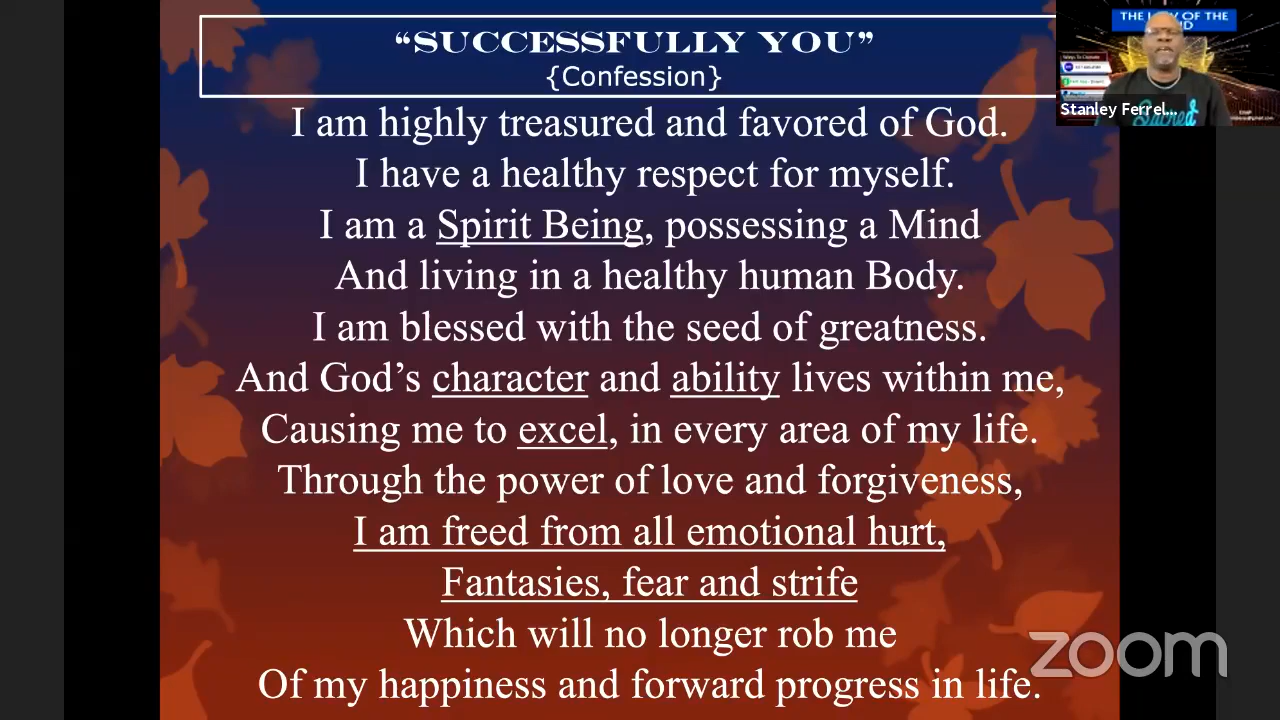 “SUCCESSFULLY YOU”
{Confession}
I am highly treasured and favored of God.
I have a healthy respect for myself.
I am a Spirit Being, possessing a Mind
And living in a healthy human Body.
I am blessed with the seed of greatness.
And God’s character and ability lives within me,
Causing me to excel, in every area of my life.
Through the power of love and forgiveness,
I am freed from all emotional hurt,
Fantasies, fear and strife
Which will no longer rob me
Of my happiness and forward progress in life.
THE OF THE
Stanley Ferrel...
Sacred
zoom